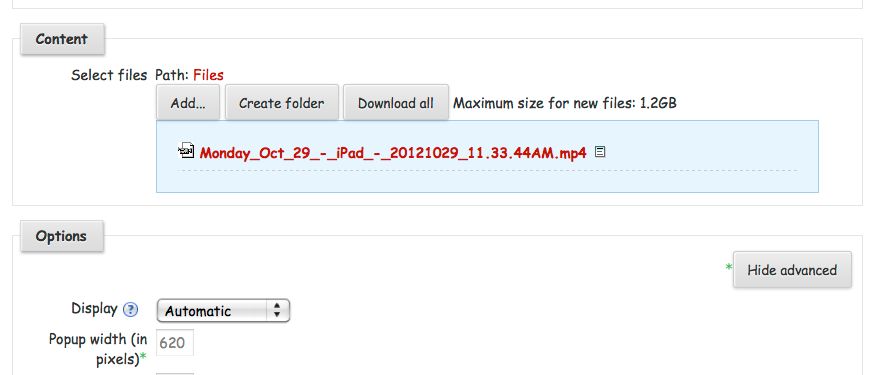 Content
Select files Path: Files
Add... Create folder Download all Maximum size for new files: 1.2GB
Monday_Oct_29_-_iPad_-_20121029_11.33.44AM.mp4
Options
* Hide advanced
Display ? Automatic
Popup width (in 620
pixels)*